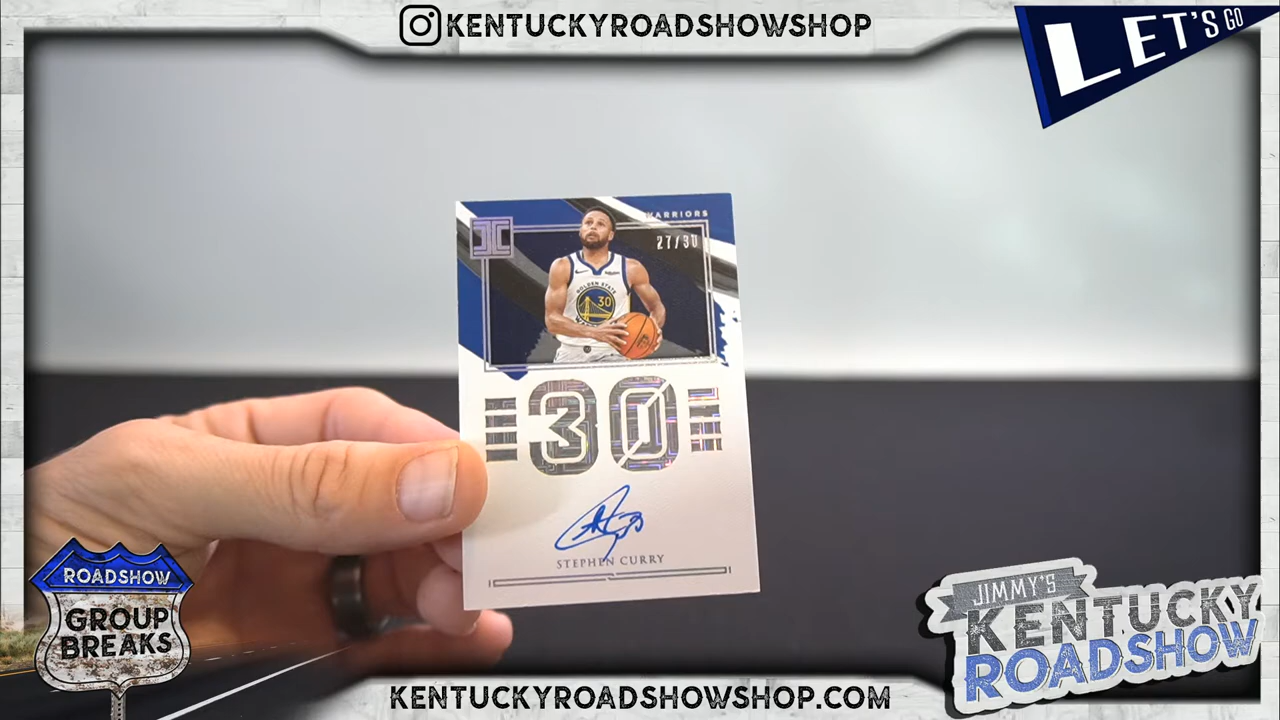 KENTUCKYROADSHOWSHOP
LET'S GO
WARRIORS
27/30
GOLDEN STATE
30
30
STEPHEN CURRY
ROADSHOW
GROUP
BREAKS
JIMMY'S
KENTUCKY
ROADSHOW
KENTUCKYROADSHOWSHOP.COM